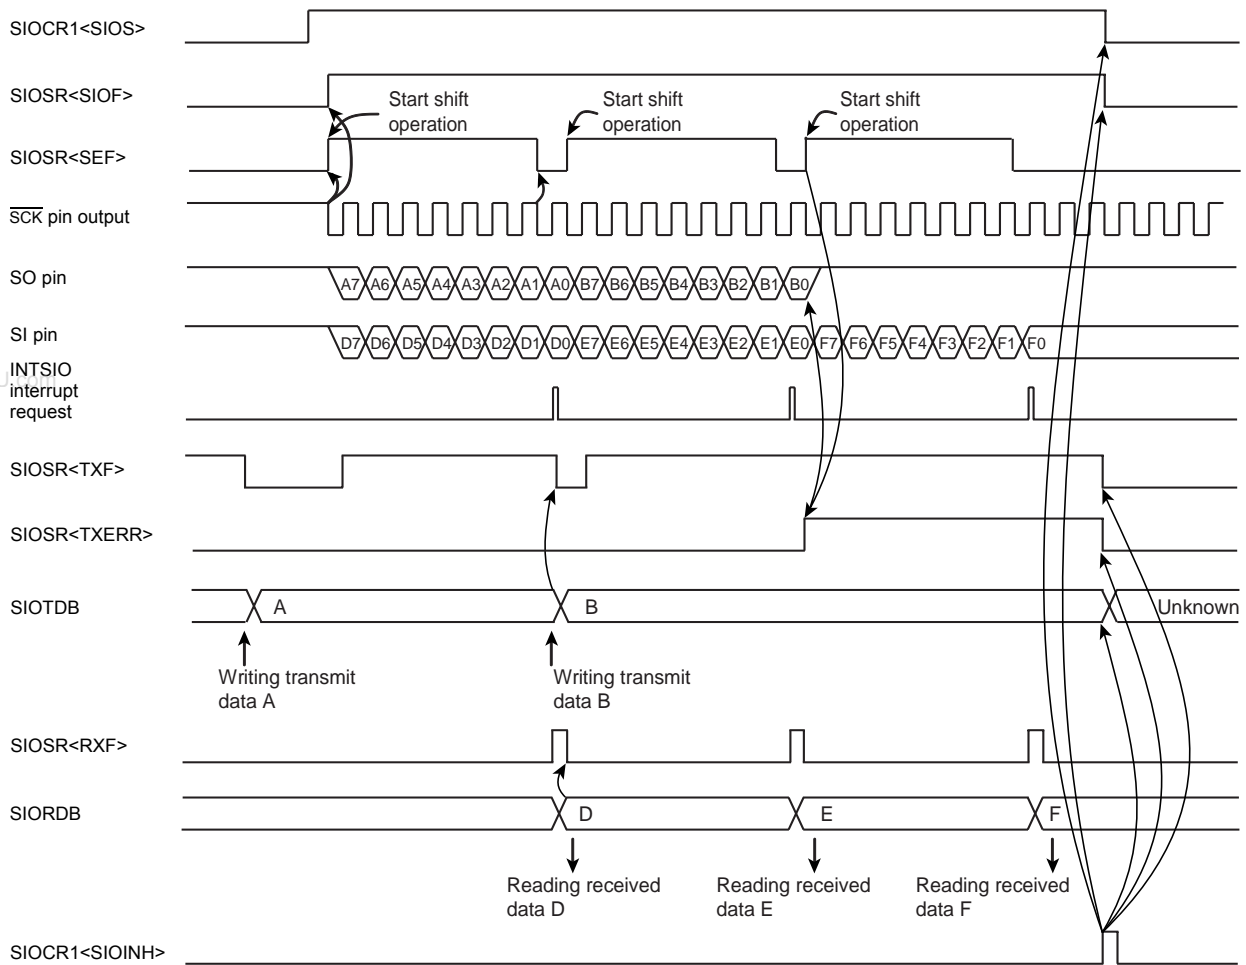 SIOCR1<SIOS>
SIOSR<SIOF>
Start shift
operation
Start shift
operation
Start shift
operation
SIOSR<SEF>
SCK pin output
SO pin
A7 A6 A5 A4 A3 A2 A1 A0 B7 B6 B5 B4 B3 B2 B1 B0
SI pin
D7 D6 D5 D4 D3 D2 D1 D0 E7 E6 E5 E4 E3 E2 E1 E0 F7 F6 F5 F4 F3 F2 F1 F0
INTSIO
interrupt
request
SIOSR<TXF>
SIOSR<TXERR>
SIOTDB
A
B
Unknown
Writing transmit
data A
Writing transmit
data B
SIOSR<RXF>
SIORDB
D
E
F
Reading received
data D
Reading received
data E
Reading received
data F
SIOCR1<SIOINH>